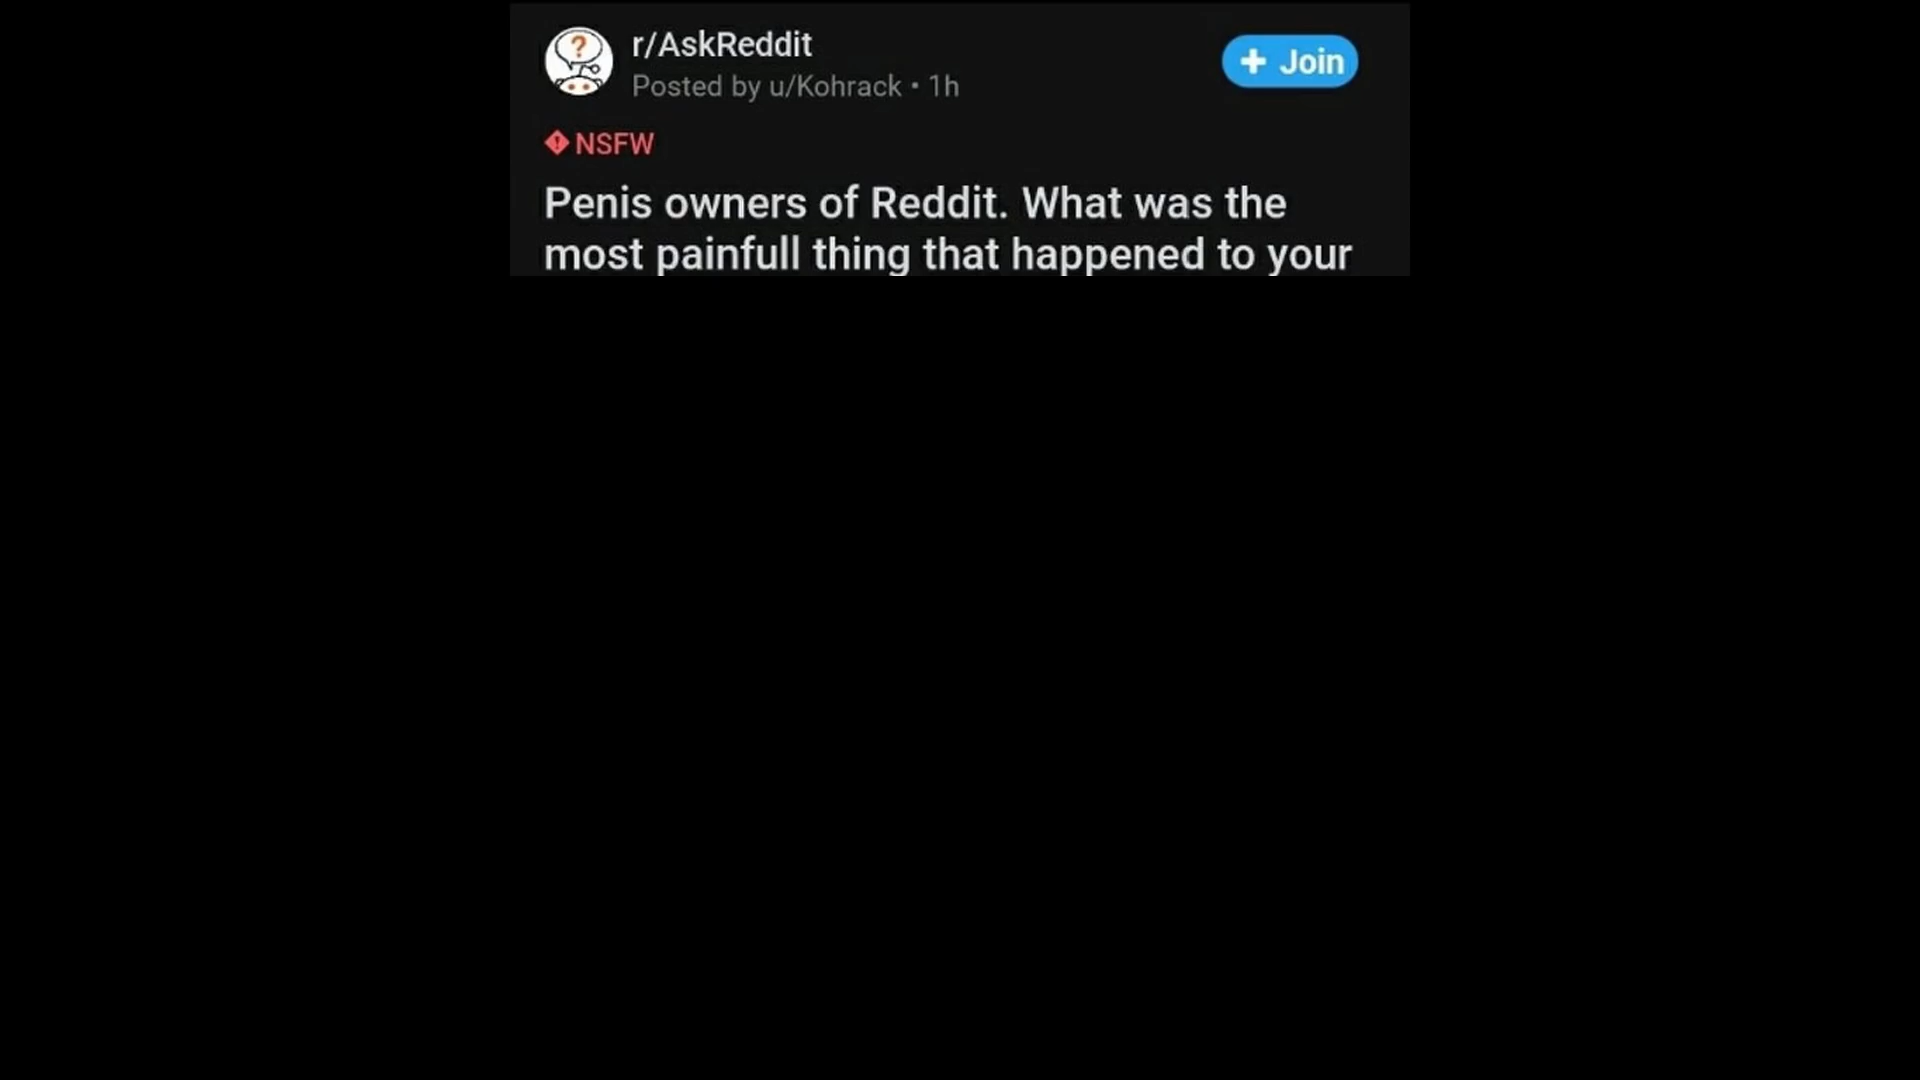 r/AskReddit
Posted by u/Kohrack • 1h
+ Join
NSFW
Penis owners of Reddit. What was the
most painfull thing that happened to your